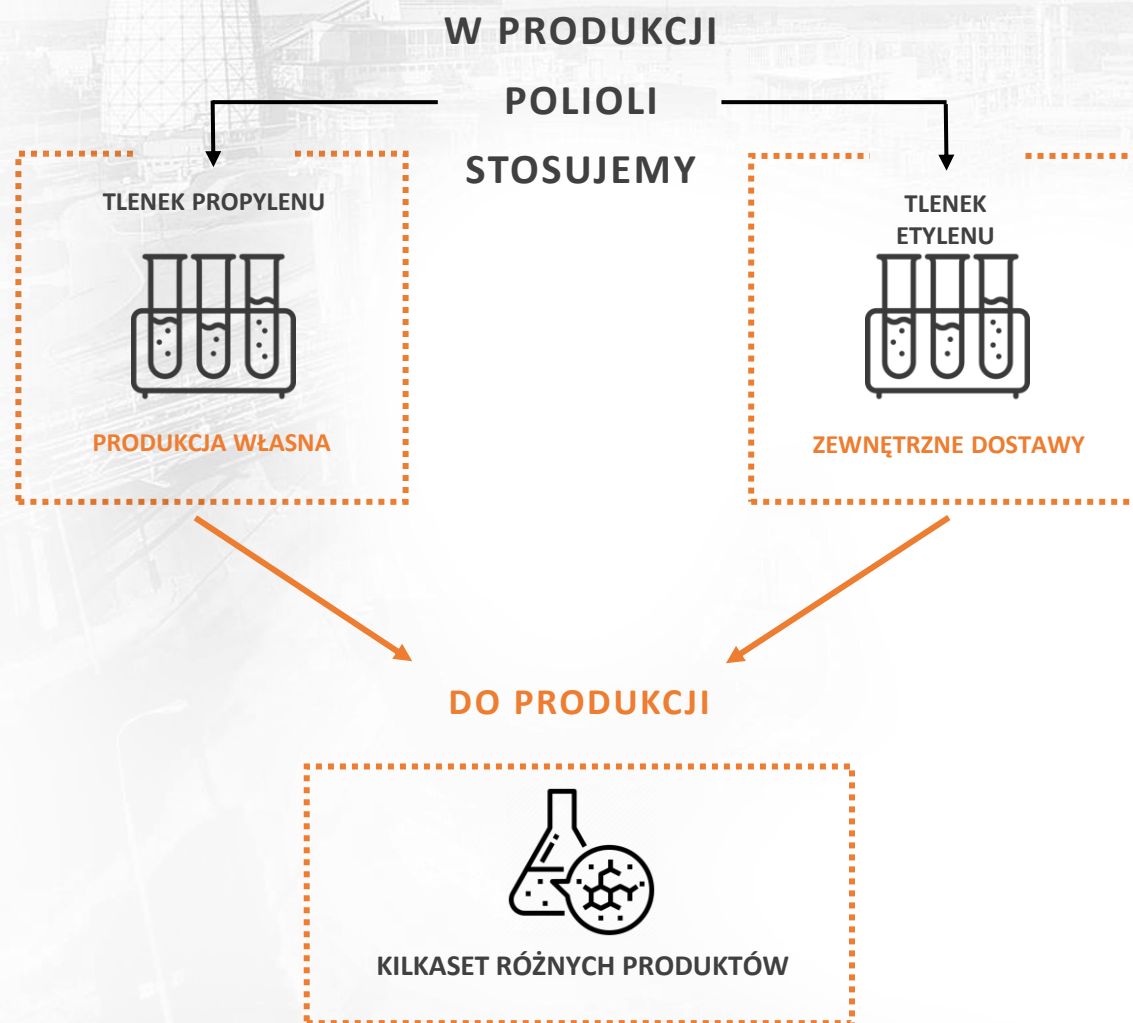 W PRODUKCJI
POLIOLI
STOSUJEMY
TLENEK PROPYLENU
PRODUKCJA WŁASNA
TLENEK
ETYLENU
ZEWNĘTRZNE DOSTAWY
DO PRODUKCJI
KILKASET RÓŻNYCH PRODUKTÓW